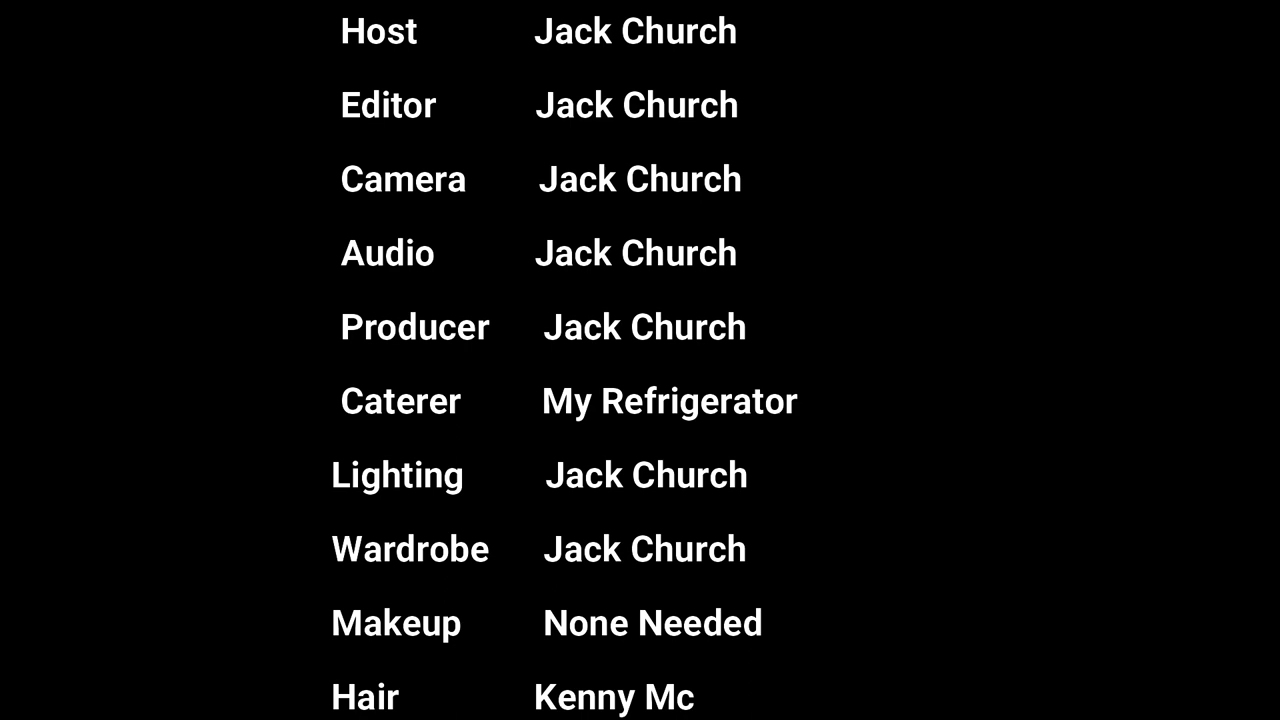 Host Jack Church
Editor Jack Church
Camera Jack Church
Audio Jack Church
Producer Jack Church
Caterer My Refrigerator
Lighting Jack Church
Wardrobe Jack Church
Makeup None Needed
Hair Kenny Mc